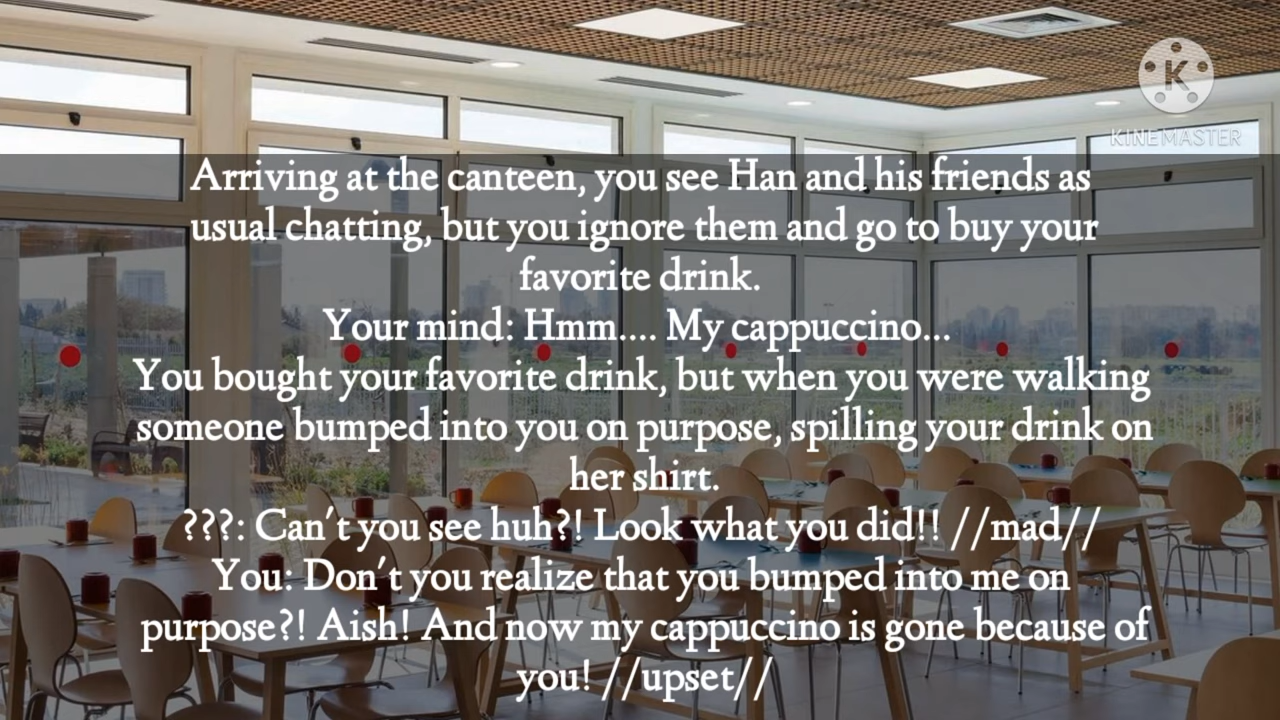 KINEMASTER
Arriving at the canteen, you see Han and his friends as
usual chatting, but you ignore them and go to buy your
favorite drink.
Your mind: Hmm.... My cappuccino...
You bought your favorite drink, but when you were walking
someone bumped into you on purpose, spilling your drink on
her shirt.
???: Can't you see huh?! Look what you did!! //mad//
You: Don't you realize that you bumped into me on
purpose?! Aish! And now my cappuccino is gone because of
you! //upset//